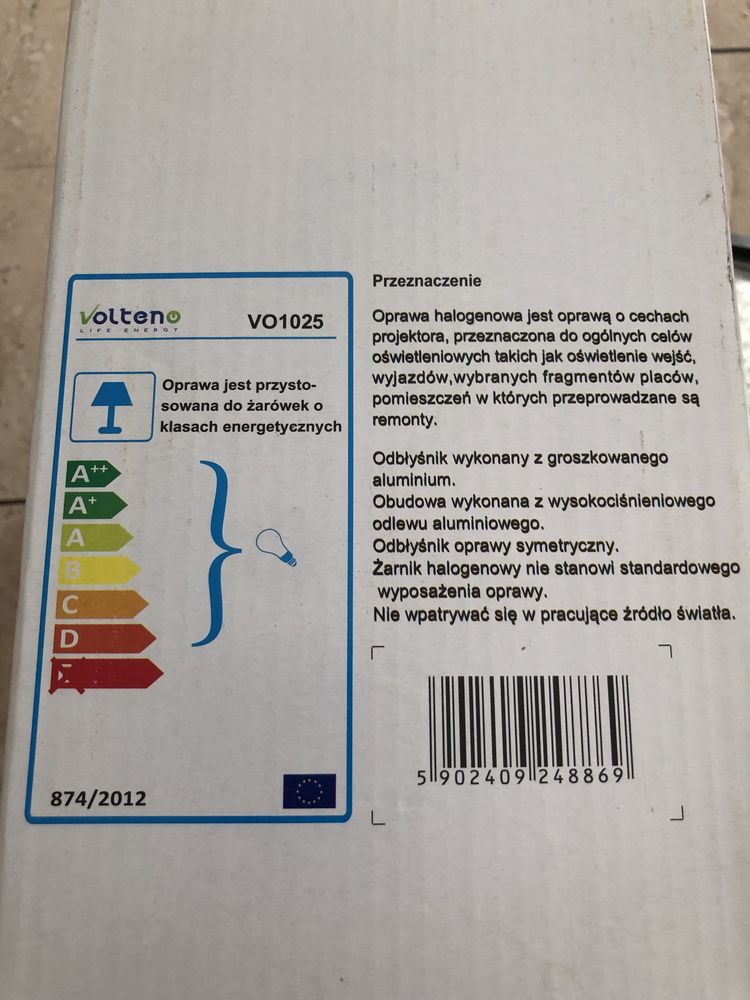 Volteno
LIFE ENERGY
VO1025
Oprawa jest przysto-
sowana do żarówek o
klasach energetycznych
A++
A+
A
B
C
D
E
874/2012
Przeznaczenie
Oprawa halogenowa jest oprawą o cechach
projektora, przeznaczona do ogólnych celów
oświetleniowych takich jak oświetlenie wejść,
wyjazdów,wybranych fragmentów placów,
pomieszczeń w których przeprowadzane są
remonty.
Odbłyśnik wykonany z groszkowanego
aluminium.
Obudowa wykonana z wysokociśnieniowego
odlewu aluminiowego.
Odbłyśnik oprawy symetryczny.
Żarnik halogenowy nie stanowi standardowego
wyposażenia oprawy.
Nie wpatrywać się w pracujące źródło światła.
5 902409 248869